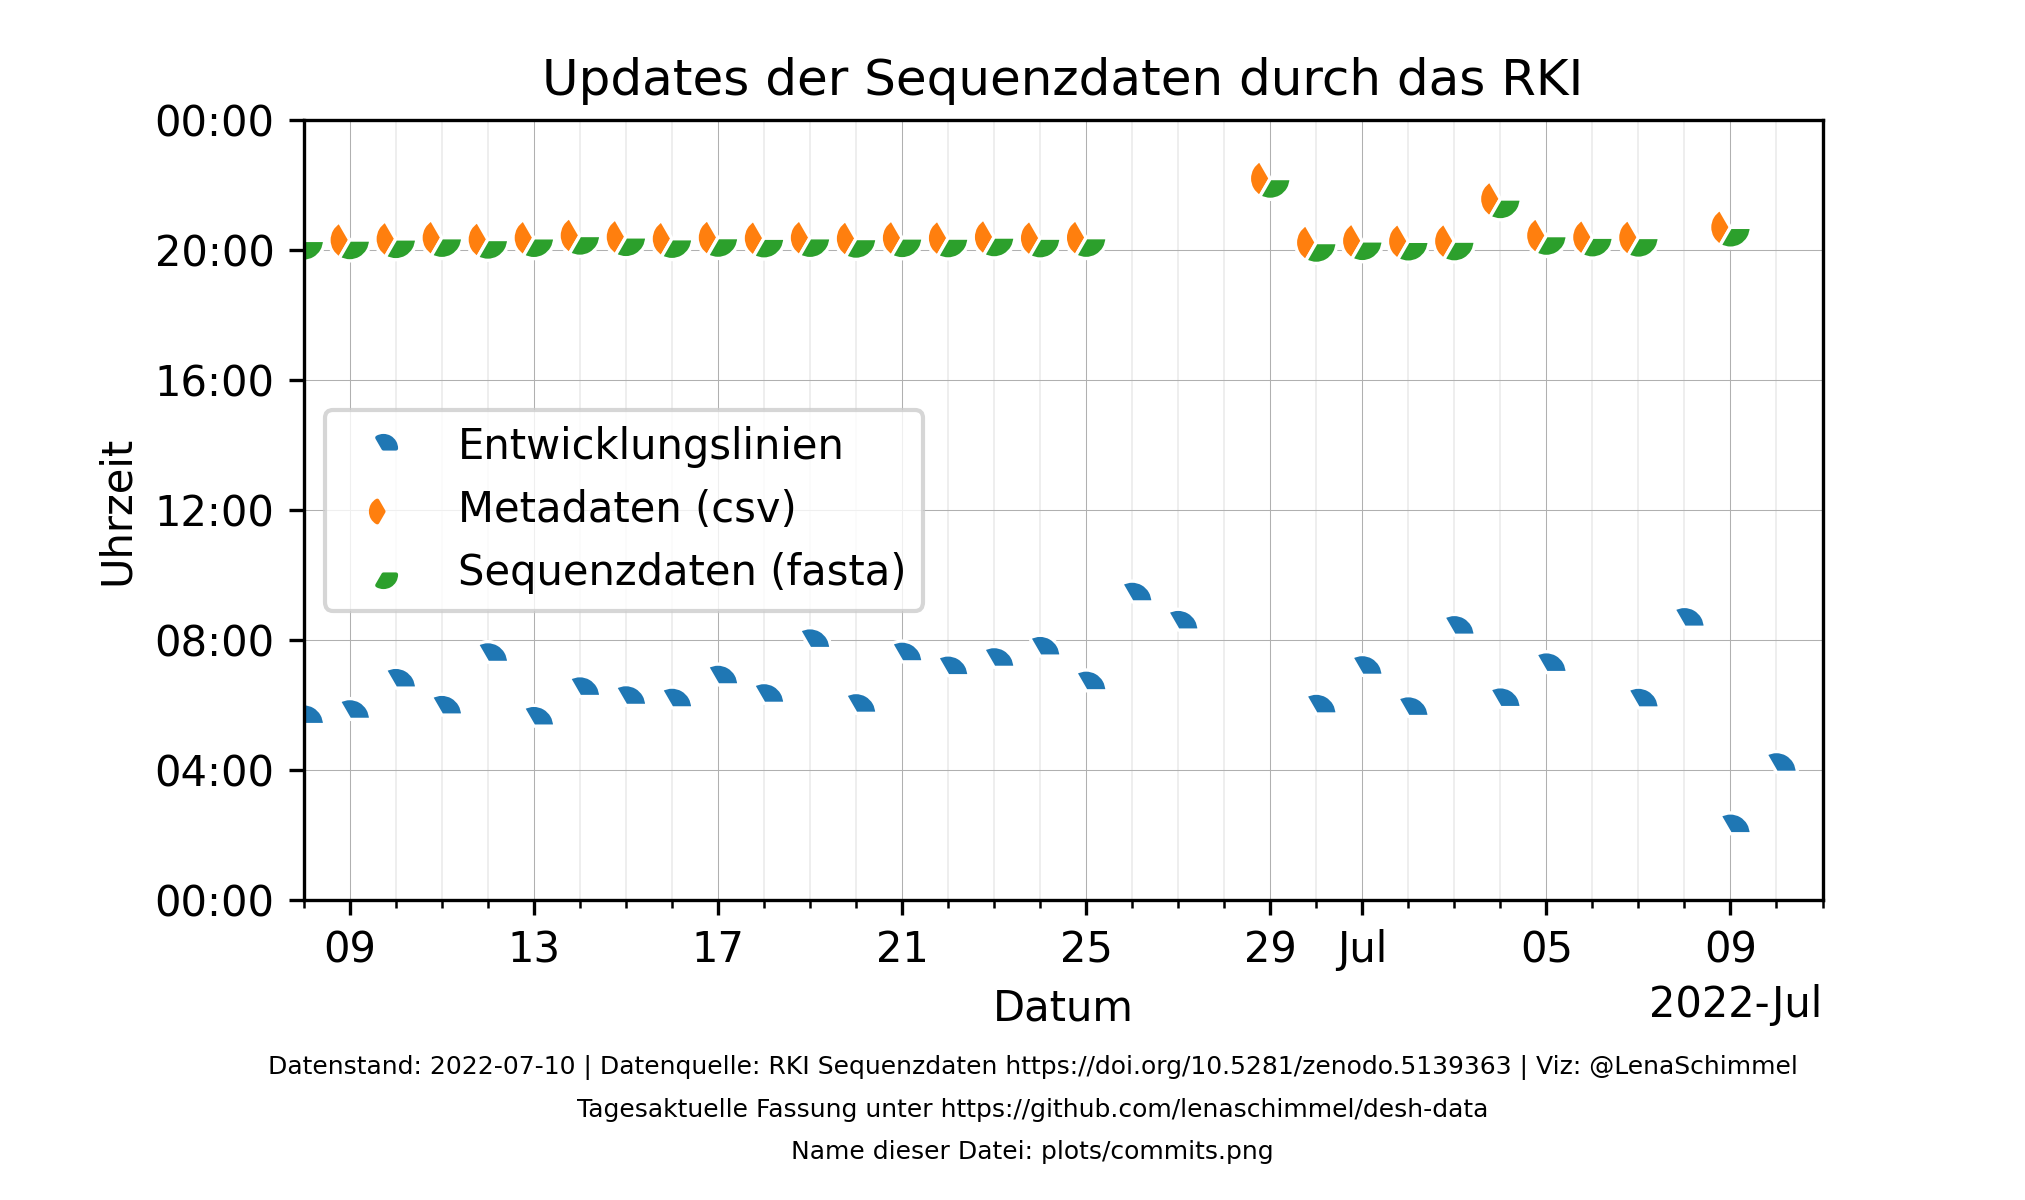 Updates der Sequenzdaten durch das RKI
00:00
20:00
16:00
12:00
08:00
04:00
00:00
Uhrzeit
Entwicklungslinien
Metadaten (csv)
Sequenzdaten (fasta)
09 13 17 21 25 29 Jul 05 09
Datum
2022-Jul
Datenstand: 2022-07-10 | Datenquelle: RKI Sequenzdaten https://doi.org/10.5281/zenodo.5139363 | Viz: @LenaSchimmel
Tagesaktuelle Fassung unter https://github.com/lenaschimmel/desh-data
Name dieser Datei: plots/commits.png